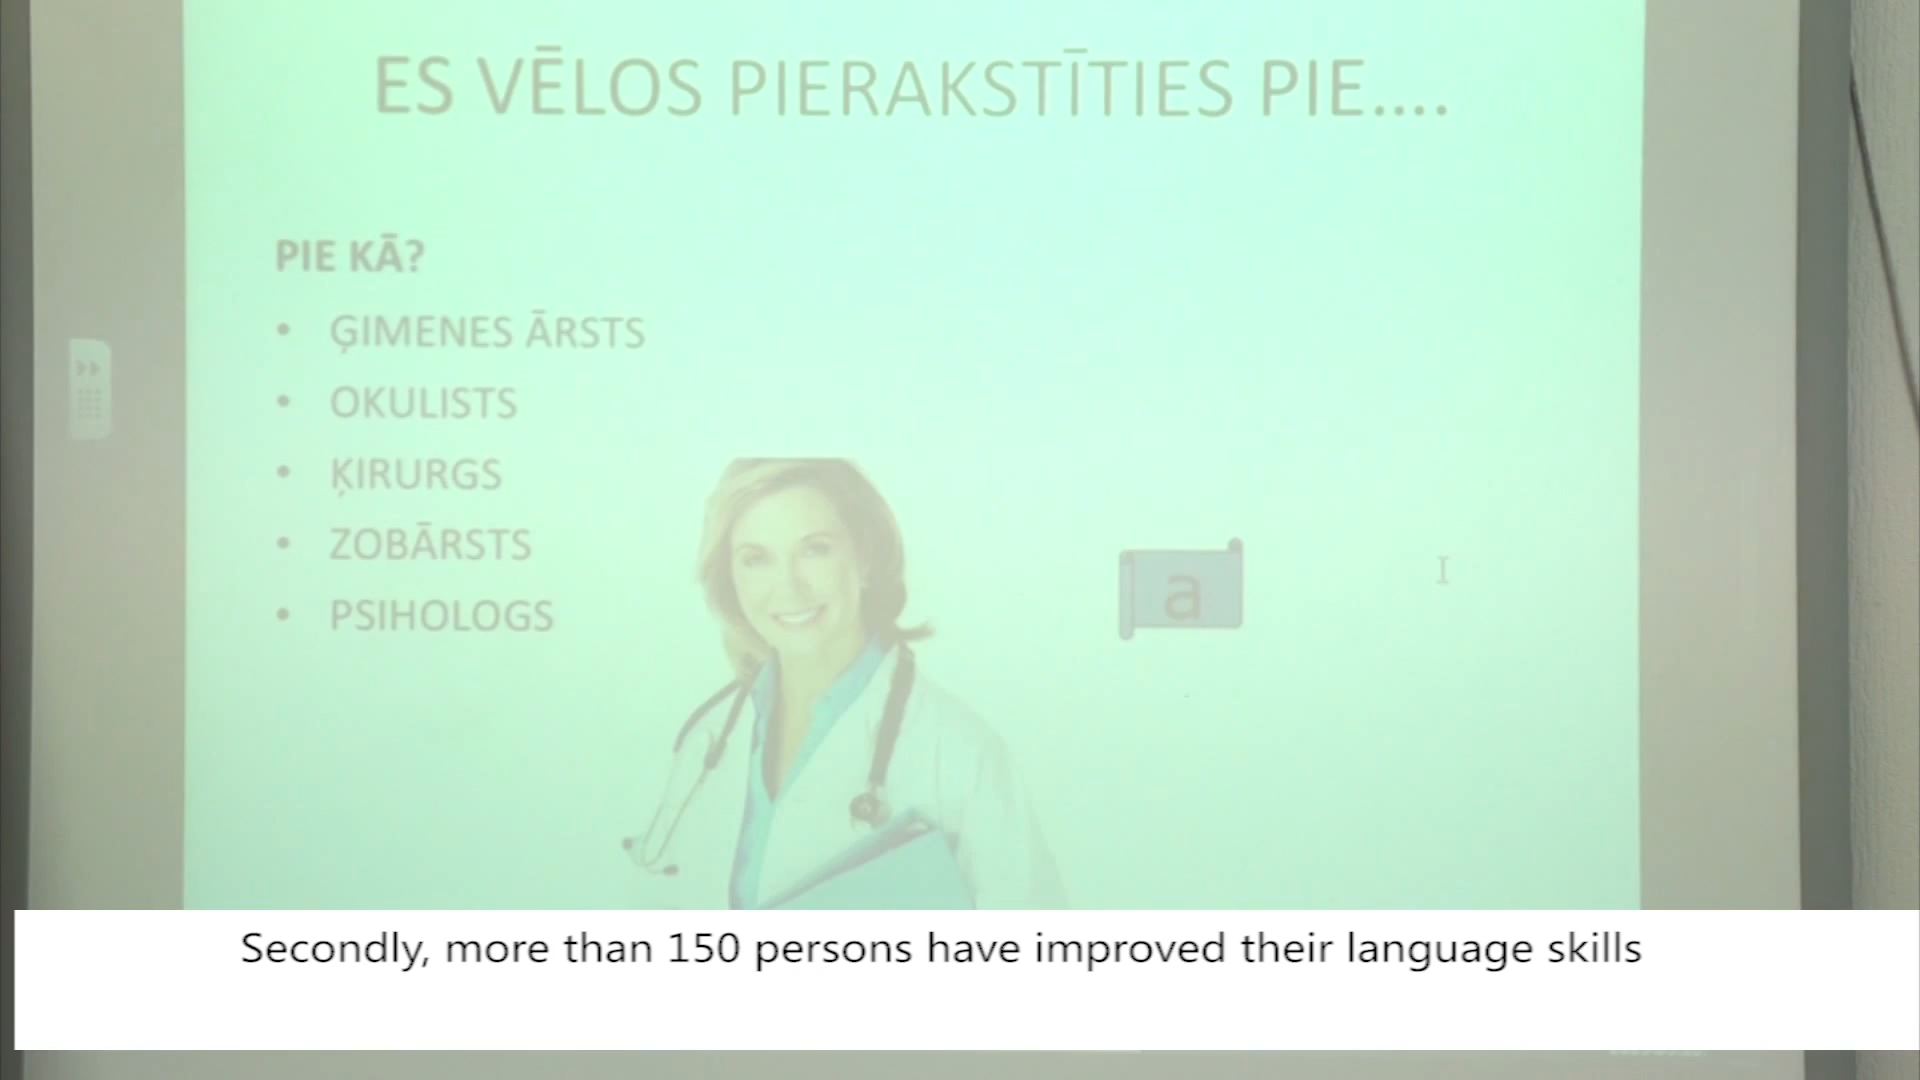 ES VĒLOS PIERAKSTĪTIES PIE....
PIE KĀ?
• ĢIMENES ĀRSTS
• OKULISTS
• ĶIRURGS
• ZOBĀRSTS
• PSIHOLOGS
a
Secondly, more than 150 persons have improved their language skills